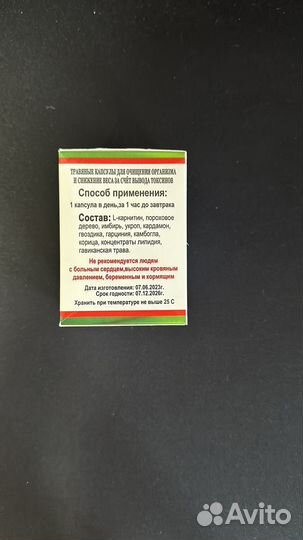 ТРАВЯНЫЕ КАПСУЛЫ ДЛЯ ОЧИЩЕНИЯ ОРГАНИЗМА
И СНИЖЕНИЕ ВЕСА ЗА СЧЁТ ВЫВОДА ТОКСИНОВ
Способ применения:
1 капсула в день,за 1 час до завтрака
Состав: L-карнитин, пороховое
дерево, имбирь, укроп, кардамон,
гвоздика, гарциния, камбогла,
корица, концентраты липидия,
гавиканская трава.
Не рекомендуется людям
с больным сердцем,высоким кровяным
давлением, беременным и кормящим
Дата изготовления: 07.06.2023г.
Срок годности: 07.12.2026г.
Хранить при температуре не выше 25 С
Avito